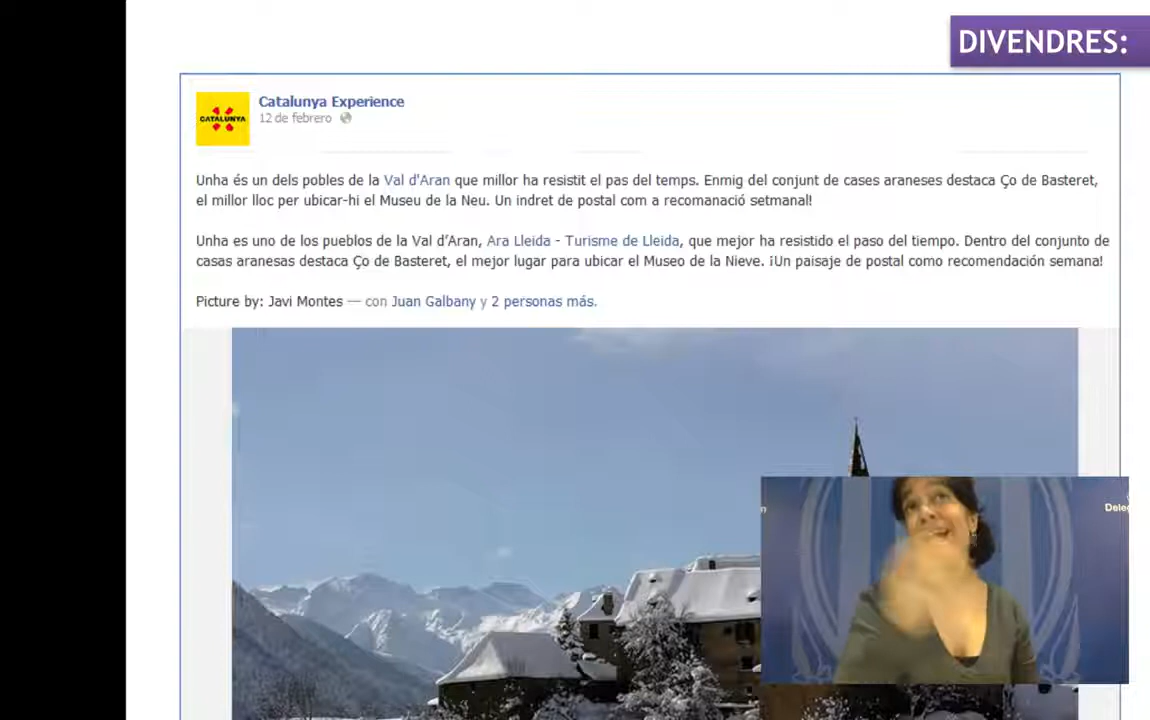 DIVENDRES:
Catalunya Experience
12 de febrero
CATALUNYA
Unha és un dels pobles de la Val d'Aran que millor ha resistit el pas del temps. Enmig del conjunt de cases araneses destaca Ço de Basteret,
el millor lloc per ubicar-hi el Museu de la Neu. Un indret de postal com a recomanació setmanal!
Unha es uno de los pueblos de la Val d'Aran, Ara Lleida - Turisme de Lleida, que mejor ha resistido el paso del tiempo. Dentro del conjunto de
casas aranesas destaca Ço de Basteret, el mejor lugar para ubicar el Museo de la Nieve. ¡Un paisaje de postal como recomendación semana!
Picture by: Javi Montes — con Juan Galbany y 2 personas más.